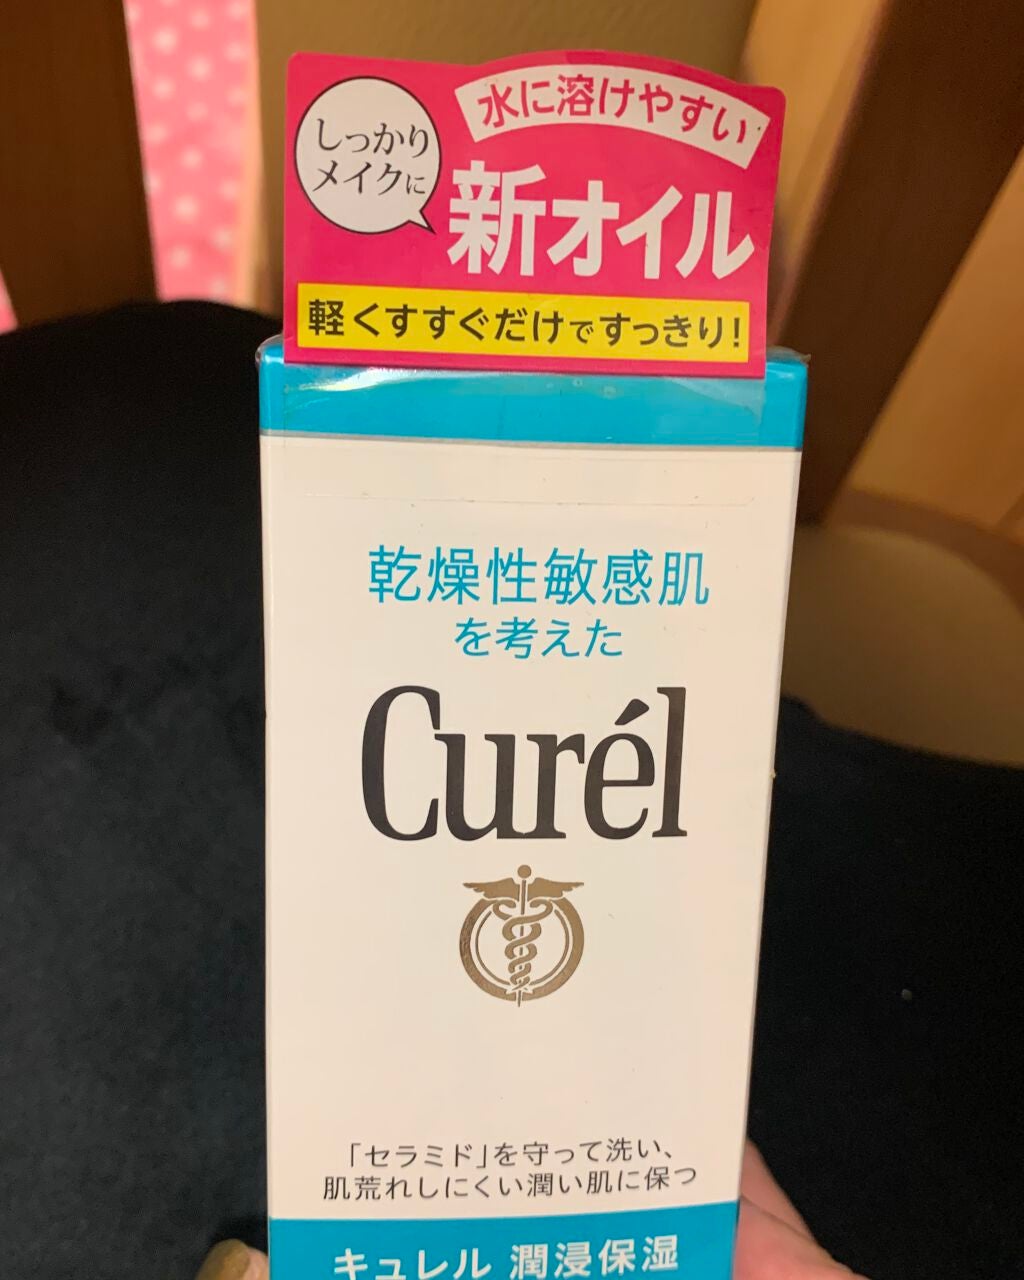 水に溶けやすい
しっかり
メイクに
新オイル
軽くすすぐだけですっきり!
乾燥性敏感肌
を考えた
Curél
「セラミド」を守って洗い、
肌荒れしにくい潤い肌に保つ
キュレル 潤浸保湿